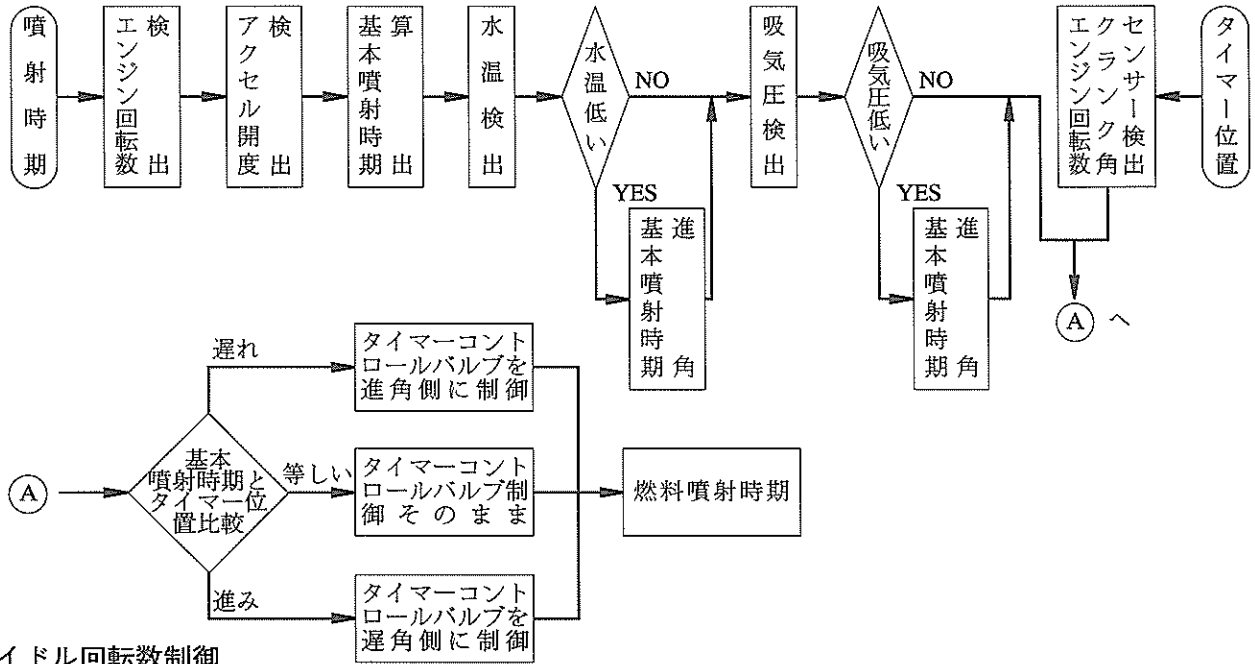 噴射時期
エンジン回転数
検出
アクセル開度
検出
基本噴射時期
算出
水温検出
水温低い
NO
YES
基本噴射時期
進角
吸気圧検出
吸気圧低い
NO
YES
基本噴射時期
進角
エンジン回転数
クランク角
センサー検出
タイマー位置
A へ
A
基本
噴射時期と
タイマー位
置比較
遅れ
タイマーコント
ロールバルブを
進角側に制御
等しい
タイマーコント
ロールバルブ制
御そのまま
進み
タイマーコント
ロールバルブを
遅角側に制御
燃料噴射時期
イドル回転数制御